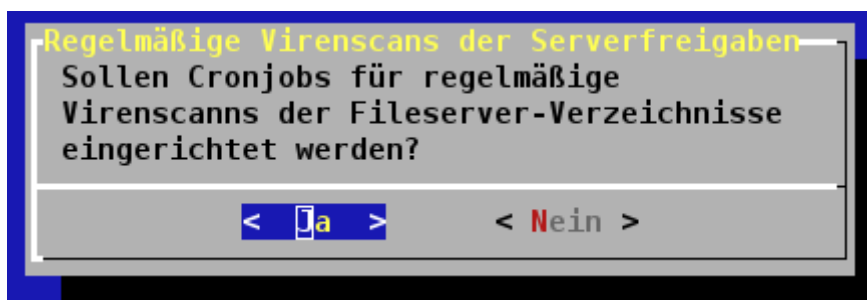 Regelmäßige Virenscans der Serverfreigaben
Sollen Cronjobs für regelmäßige
Virenscanns der Fileserver-Verzeichnisse
eingerichtet werden?
< Ja > < Nein >